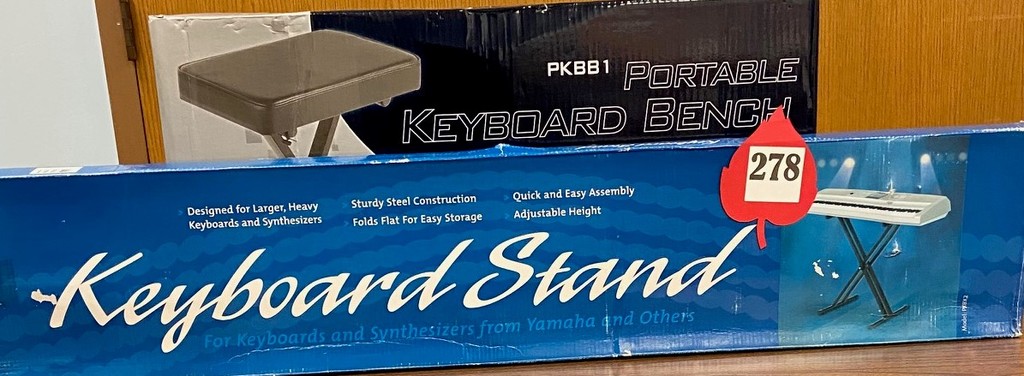 PKBB1 PORTABLE
KEYBOARD BENCH
278
Designed for Larger, Heavy
Keyboards and Synthesizers
Sturdy Steel Construction
Folds Flat For Easy Storage
Quick and Easy Assembly
Adjustable Height
Keyboard Stand
For Keyboards and Synthesizers from Yamaha and Others